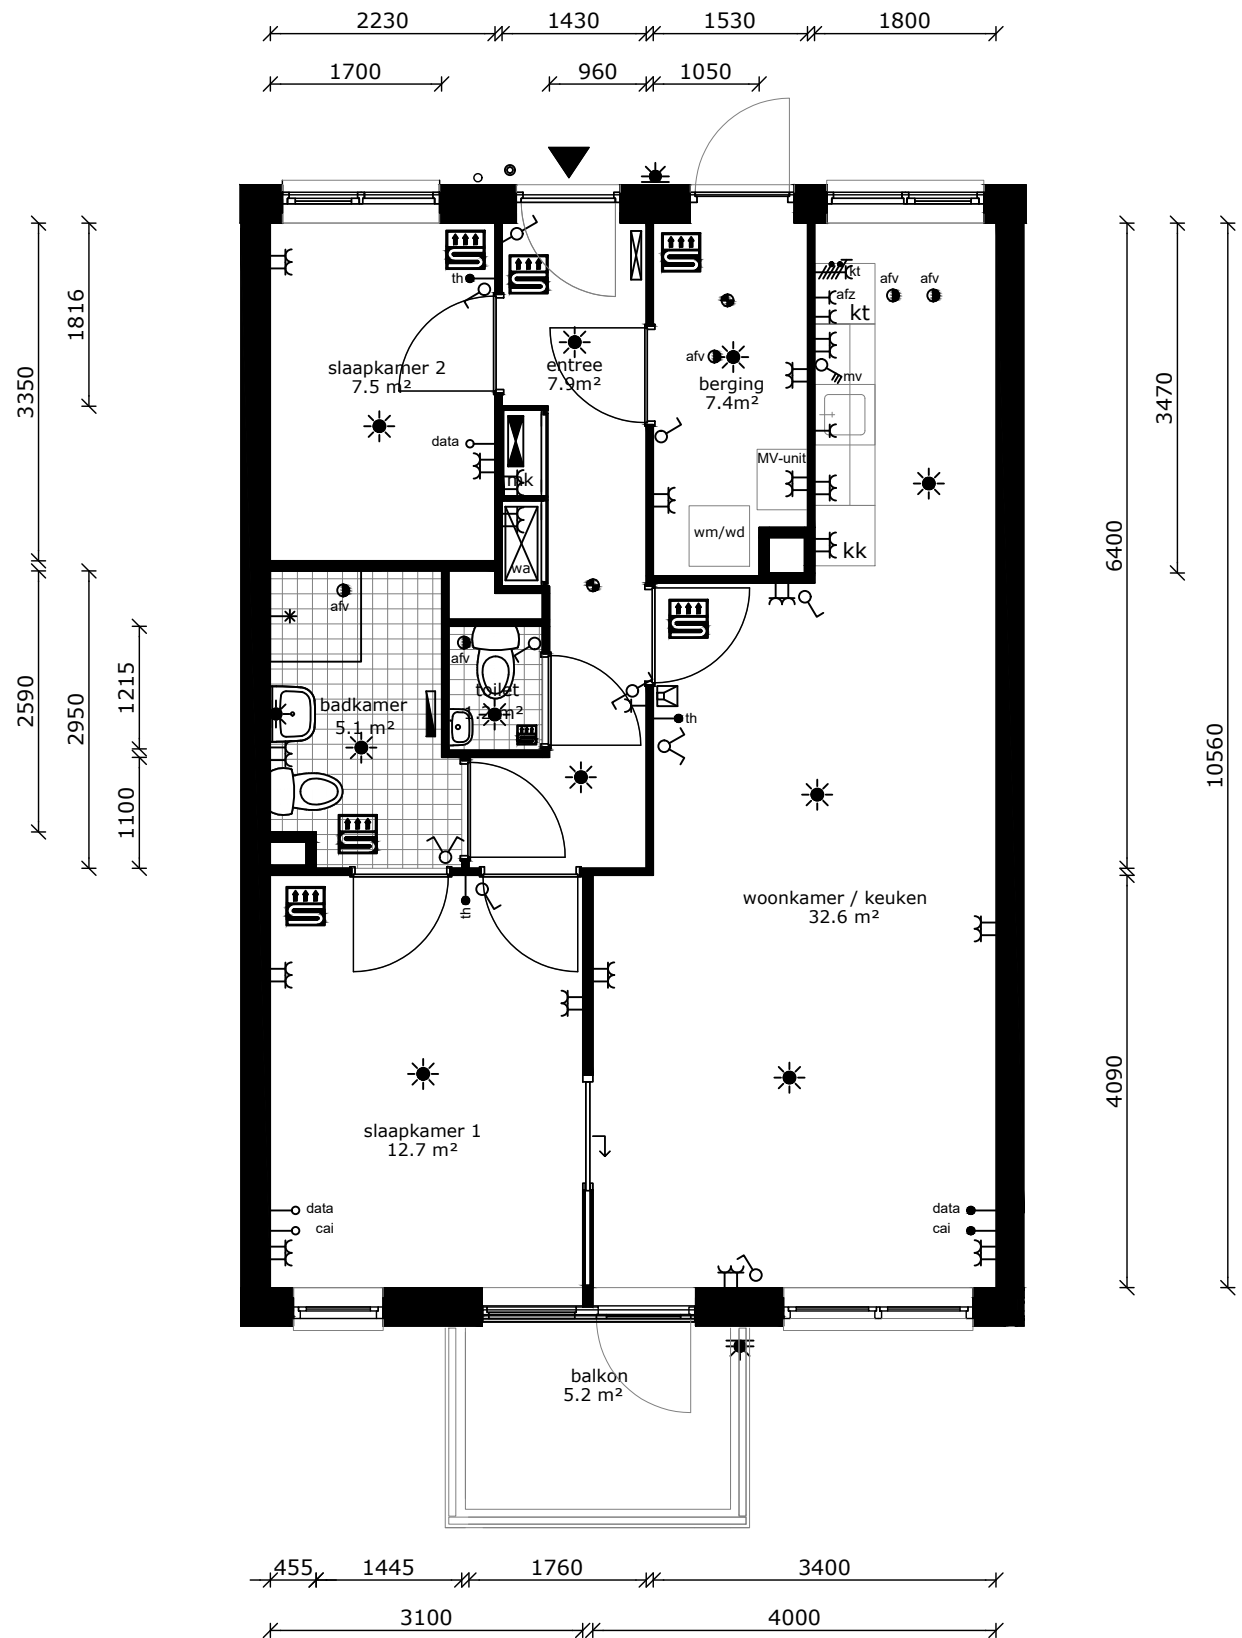 2230 1430 1530 1800
1700 960 1050
1816
3350
3470
6400
10560
th
kt
afv afv
afz
kt
slaapkamer 2
7.5 m²
entree
7.9m²
afv
berging
7.4m²
mv
data
mk
MV-unit
wm/wd
kk
wa
afv
afv
2590
2950
1215
1100
toilet
m²
badkamer
5.1 m²
th
th
woonkamer / keuken
32.6 m²
4090
slaapkamer 1
12.7 m²
data
cai
data
cai
balkon
5.2 m²
455 1445 1760 3400
3100 4000